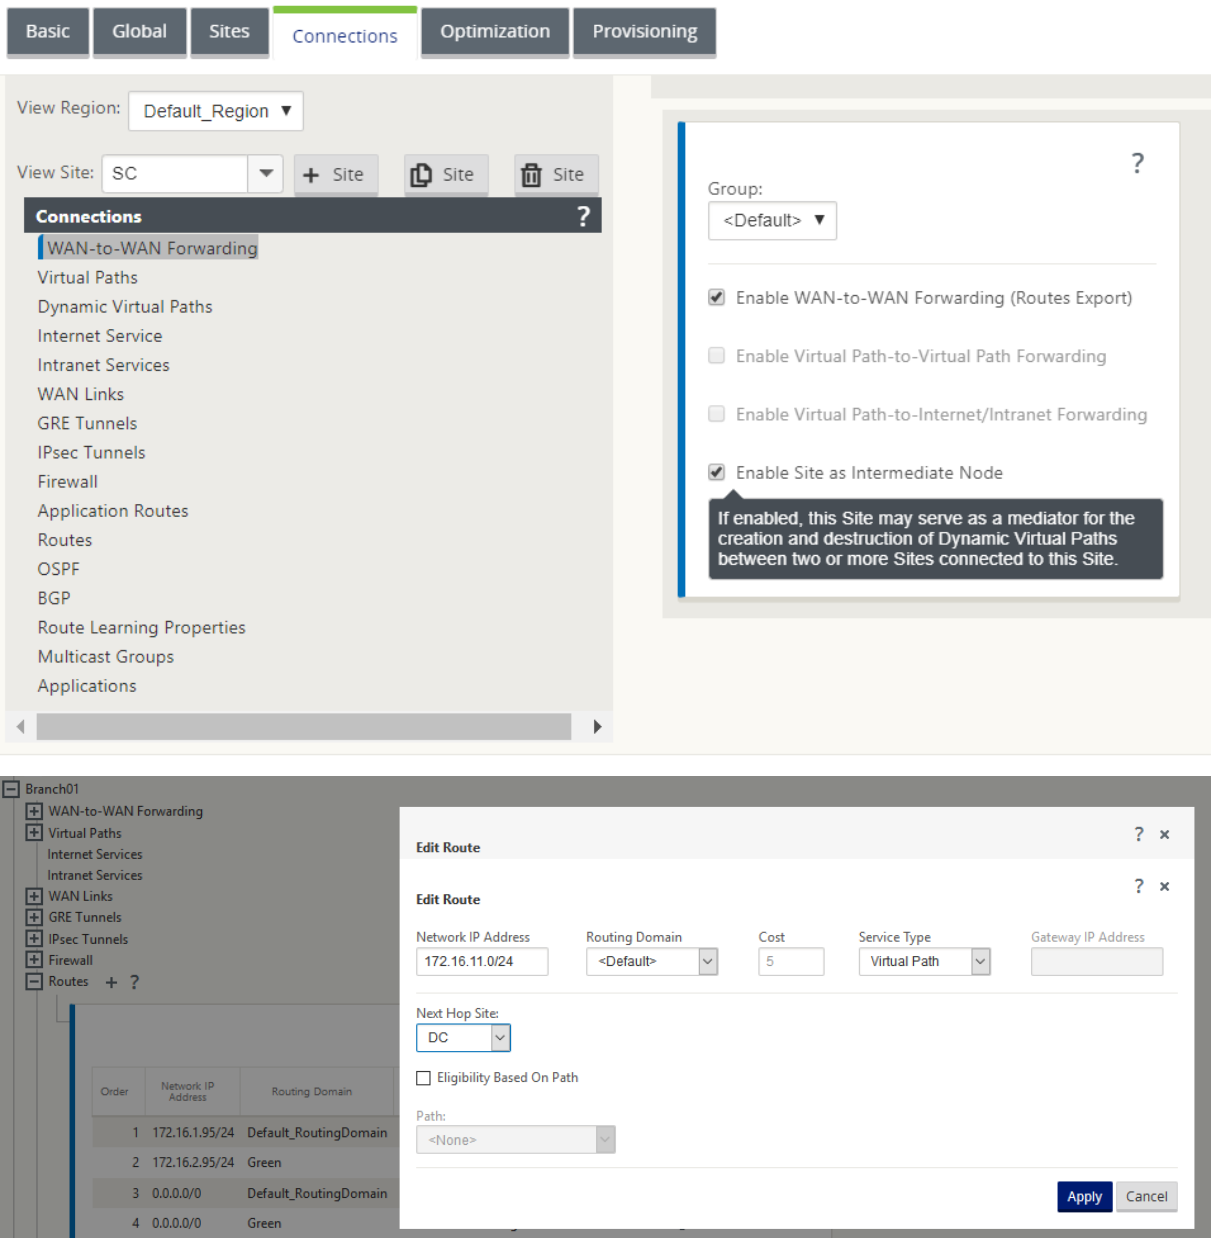 Basic Global Sites Connections Optimization Provisioning
View Region: Default_Region
View Site: SC + Site Site Site
Connections ?
WAN-to-WAN Forwarding
Virtual Paths
Dynamic Virtual Paths
Internet Service
Intranet Services
WAN Links
GRE Tunnels
IPsec Tunnels
Firewall
Application Routes
Routes
OSPF
BGP
Route Learning Properties
Multicast Groups
Applications
?
Group:
<Default>
Enable WAN-to-WAN Forwarding (Routes Export)
Enable Virtual Path-to-Virtual Path Forwarding
Enable Virtual Path-to-Internet/Intranet Forwarding
Enable Site as Intermediate Node
If enabled, this Site may serve as a mediator for the
creation and destruction of Dynamic Virtual Paths
between two or more Sites connected to this Site.
Branch01
WAN-to-WAN Forwarding
Virtual Paths
Internet Services
Intranet Services
WAN Links
GRE Tunnels
IPsec Tunnels
Firewall
Routes + ?
Order Network IP Address Routing Domain
1 172.16.1.95/24 Default_RoutingDomain
2 172.16.2.95/24 Green
3 0.0.0.0/0 Default_RoutingDomain
4 0.0.0.0/0 Green
Edit Route ? ×
Edit Route ? ×
Network IP Address Routing Domain Cost Service Type Gateway IP Address
172.16.11.0/24 <Default> 5 Virtual Path
Next Hop Site:
DC
Eligibility Based On Path
Path:
<None>
Apply Cancel